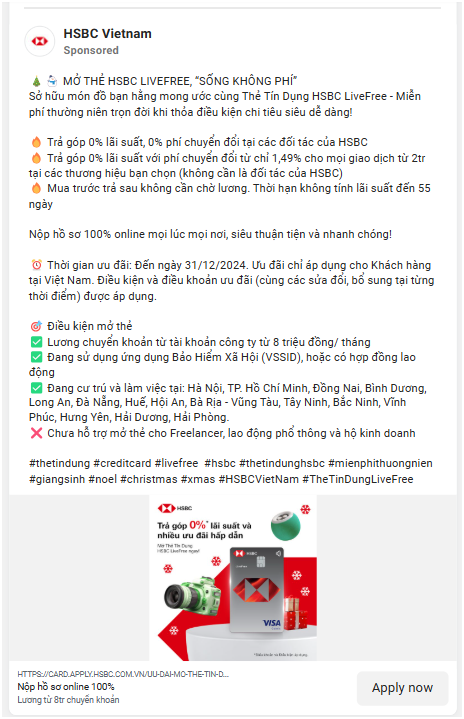 HSBC Vietnam
Sponsored
🎄 ⛄ MỞ THẺ HSBC LIVEFREE, “SỐNG KHÔNG PHÍ”
Sở hữu món đồ bạn hằng mong ước cùng Thẻ Tín Dụng HSBC LiveFree - Miễn
phí thường niên trọn đời khi thỏa điều kiện chi tiêu siêu dễ dàng!
🔥 Trả góp 0% lãi suất, 0% phí chuyển đổi tại các đối tác của HSBC
🔥 Trả góp 0% lãi suất với phí chuyển đổi từ chỉ 1,49% cho mọi giao dịch từ 2tr
tại các thương hiệu bạn chọn (không cần là đối tác của HSBC)
🔥 Mua trước trả sau không cần chờ lương. Thời hạn không tính lãi suất đến 55
ngày
Nộp hồ sơ 100% online mọi lúc mọi nơi, siêu thuận tiện và nhanh chóng!
⏰ Thời gian ưu đãi: Đến ngày 31/12/2024. Ưu đãi chỉ áp dụng cho Khách hàng
tại Việt Nam. Điều kiện và điều khoản ưu đãi (cùng các sửa đổi, bổ sung tại từng
thời điểm) được áp dụng.
🎯 Điều kiện mở thẻ
✅ Lương chuyển khoản từ tài khoản công ty từ 8 triệu đồng/ tháng
✅ Đang sử dụng ứng dụng Bảo Hiểm Xã Hội (VSSID), hoặc có hợp đồng lao
động
✅ Đang cư trú và làm việc tại: Hà Nội, TP. Hồ Chí Minh, Đồng Nai, Bình Dương,
Long An, Đà Nẵng, Huế, Hội An, Bà Rịa - Vũng Tàu, Tây Ninh, Bắc Ninh, Vĩnh
Phúc, Hưng Yên, Hải Dương, Hải Phòng.
❌ Chưa hỗ trợ mở thẻ cho Freelancer, lao động phổ thông và hộ kinh doanh
#thetindung #creditcard #livefree #hsbc #thetindunghsbc #mienphithuongnien
#giangsinh #noel #christmas #xmas #HSBCVietNam #TheTinDungLiveFree
HSBC
Trả góp 0%* lãi suất và
nhiều ưu đãi hấp dẫn
Mở Thẻ Tín Dụng
HSBC LiveFree ngay!
HSBC
VISA
HTTPS://CARD.APPLY.HSBC.COM.VN/UU-DAI-MO-THE-TIN-D...
Nộp hồ sơ online 100%
Lương từ 8tr chuyển khoản
Apply now